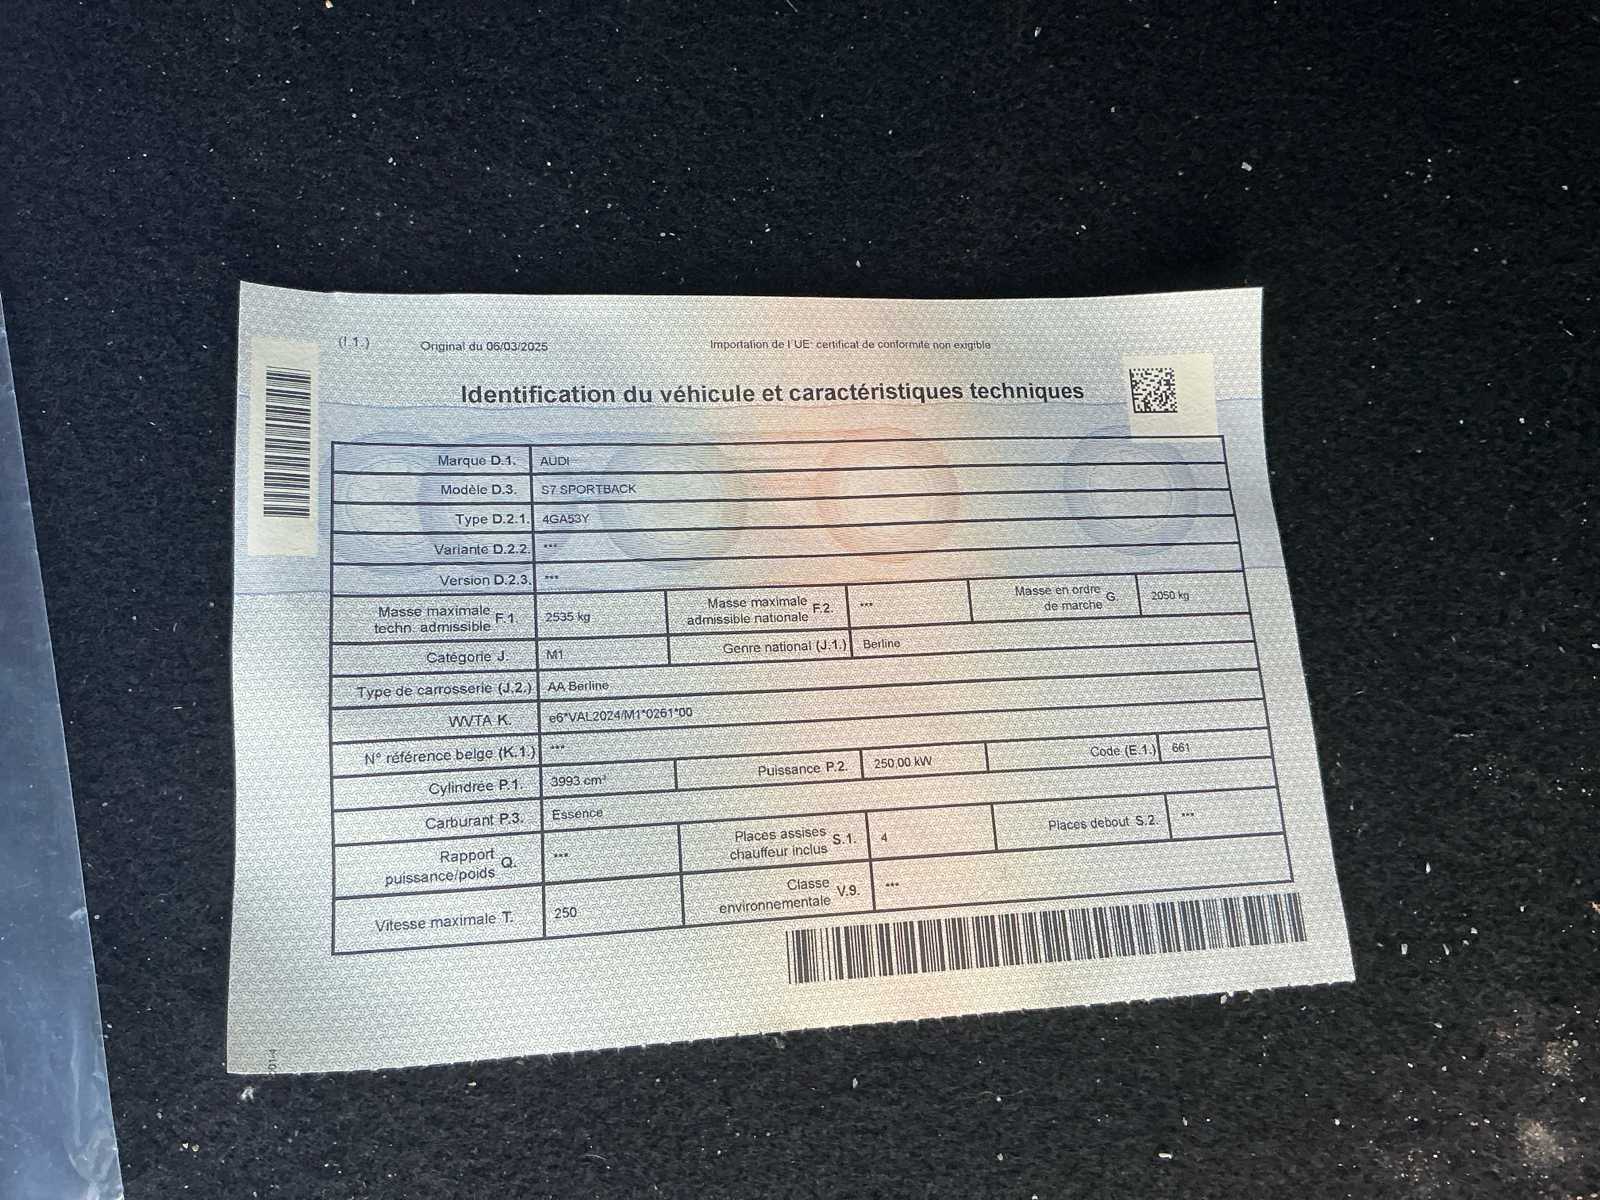 (I.1.) Original du 06/03/2025 Importation de l'UE: certificat de conformité non exigible
Identification du véhicule et caractéristiques techniques
Marque D.1. AUDI
Modèle D.3. S7 SPORTBACK
Type D.2.1. 4GA53Y
Variante D.2.2. ***
Version D.2.3. ***
Masse maximale techn. admissible F.1. 2535 kg Masse maximale admissible nationale F.2. *** Masse en ordre de marche G. 2050 kg
Catégorie J. M1 Genre national (J.1.) Berline
Type de carrosserie (J.2.) AA Berline
WVTA K. e6*VAL2024/M1*0261*00
N° référence belge (K.1.) ***
Cylindrée P.1. 3993 cm³ Puissance P.2. 250,00 kW Code (E.1.) 661
Carburant P.3. Essence
Rapport puissance/poids Q. *** Places assises chauffeur inclus S.1. 4 Places debout S.2. ***
Vitesse maximale T. 250 Classe environnementale V.9. ***